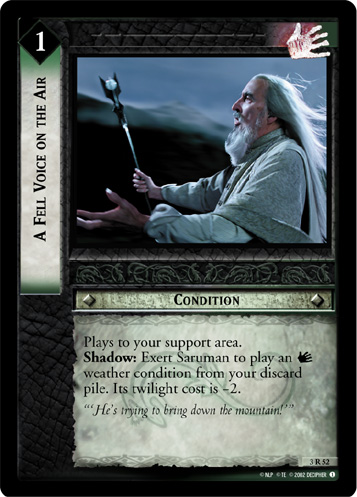 1
A Fell Voice on the Air
Condition
Plays to your support area.
Shadow: Exert Saruman to play an
weather condition from your discard
pile. Its twilight cost is –2.
“‘He’s trying to bring down the mountain!’”
3 R 52
© NLP ©TE © 2002 DECIPHER